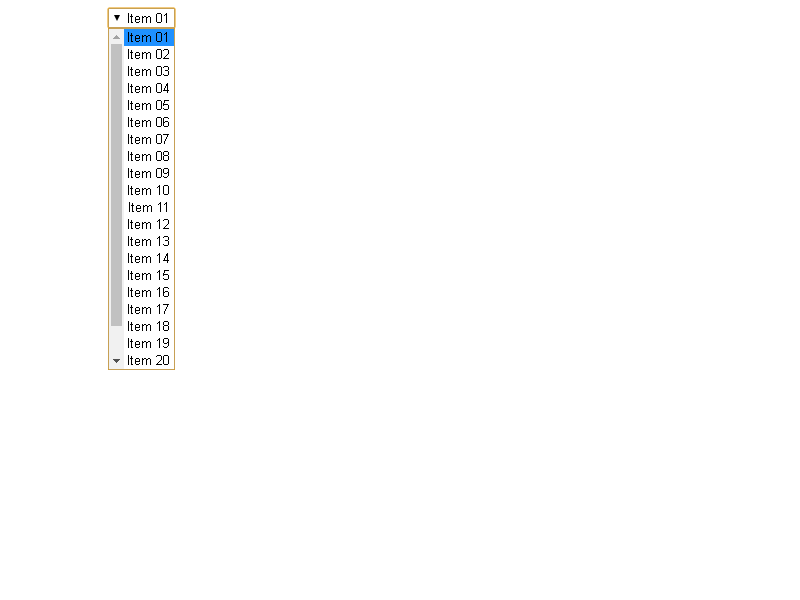 Item 01
Item 01
Item 02
Item 03
Item 04
Item 05
Item 06
Item 07
Item 08
Item 09
Item 10
Item 11
Item 12
Item 13
Item 14
Item 15
Item 16
Item 17
Item 18
Item 19
Item 20